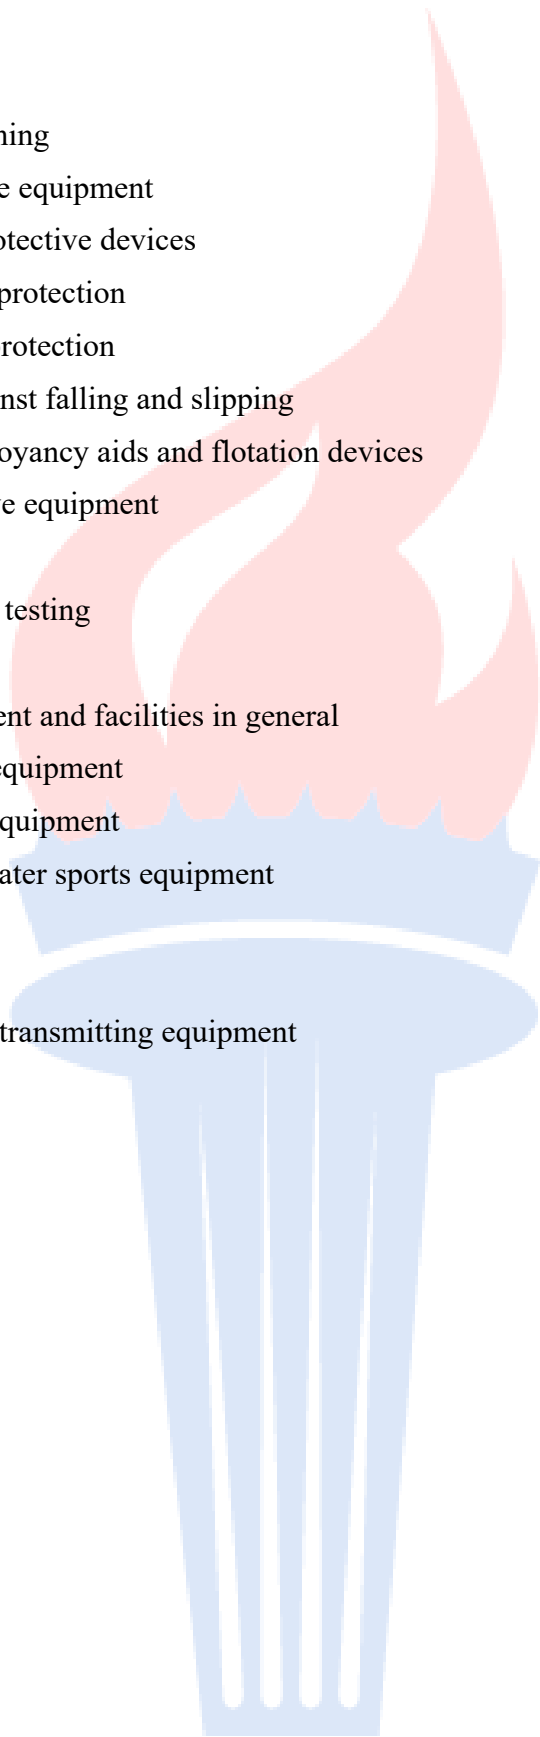 ning
e equipment
otective devices
protection
rotection
nst falling and slipping
oyancy aids and flotation devices
ve equipment
testing
ent and facilities in general
equipment
quipment
ater sports equipment
transmitting equipment